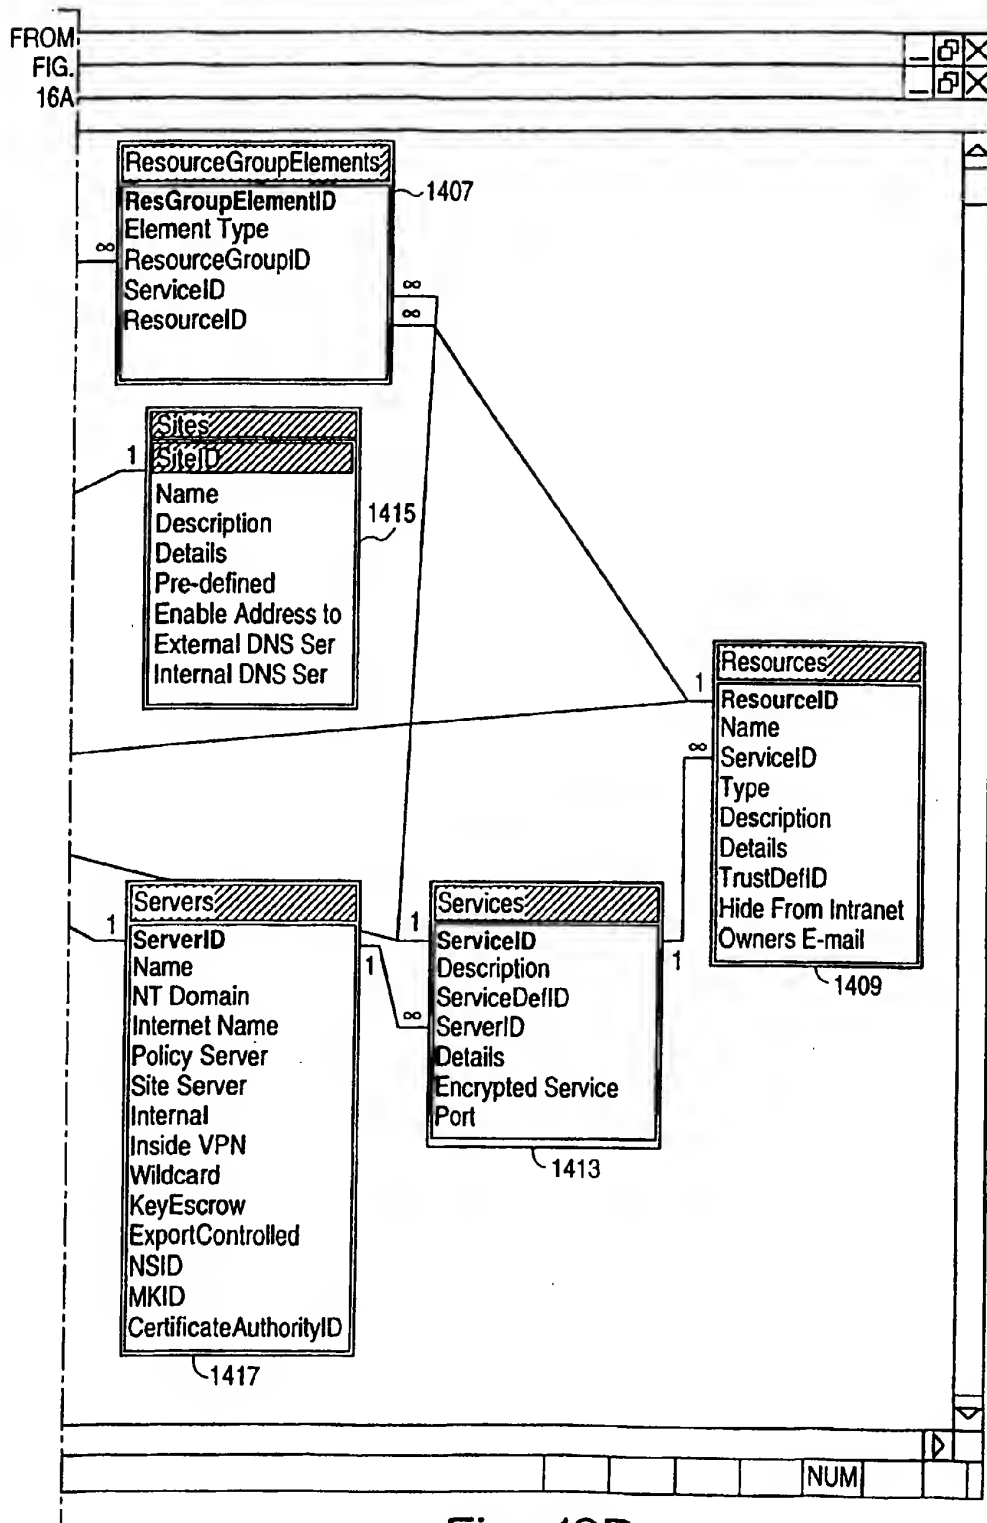 FROM
FIG.
16A
ResourceGroupElements
1407
ResGroupElementID
Element Type
∞
ResourceGroupID
ServiceID
∞
ResourceID
∞
Sites
1
SiteID
Name
Description
1415
Details
Pre-defined
Enable Address to
External DNS Ser
Internal DNS Ser
Resources
1
ResourceID
Name
∞
ServiceID
Type
Description
Details
TrustDefID
Hide From Intranet
Owners E-mail
1409
Servers
1
ServerID
1
Name
NT Domain
Internet Name
Policy Server
Site Server
Internal
Inside VPN
Wildcard
KeyEscrow
ExportControlled
NSID
MKID
CertificateAuthorityID
1417
Services
1
ServiceID
1
Description
ServiceDefID
∞
ServerID
Details
Encrypted Service
Port
1413
NUM